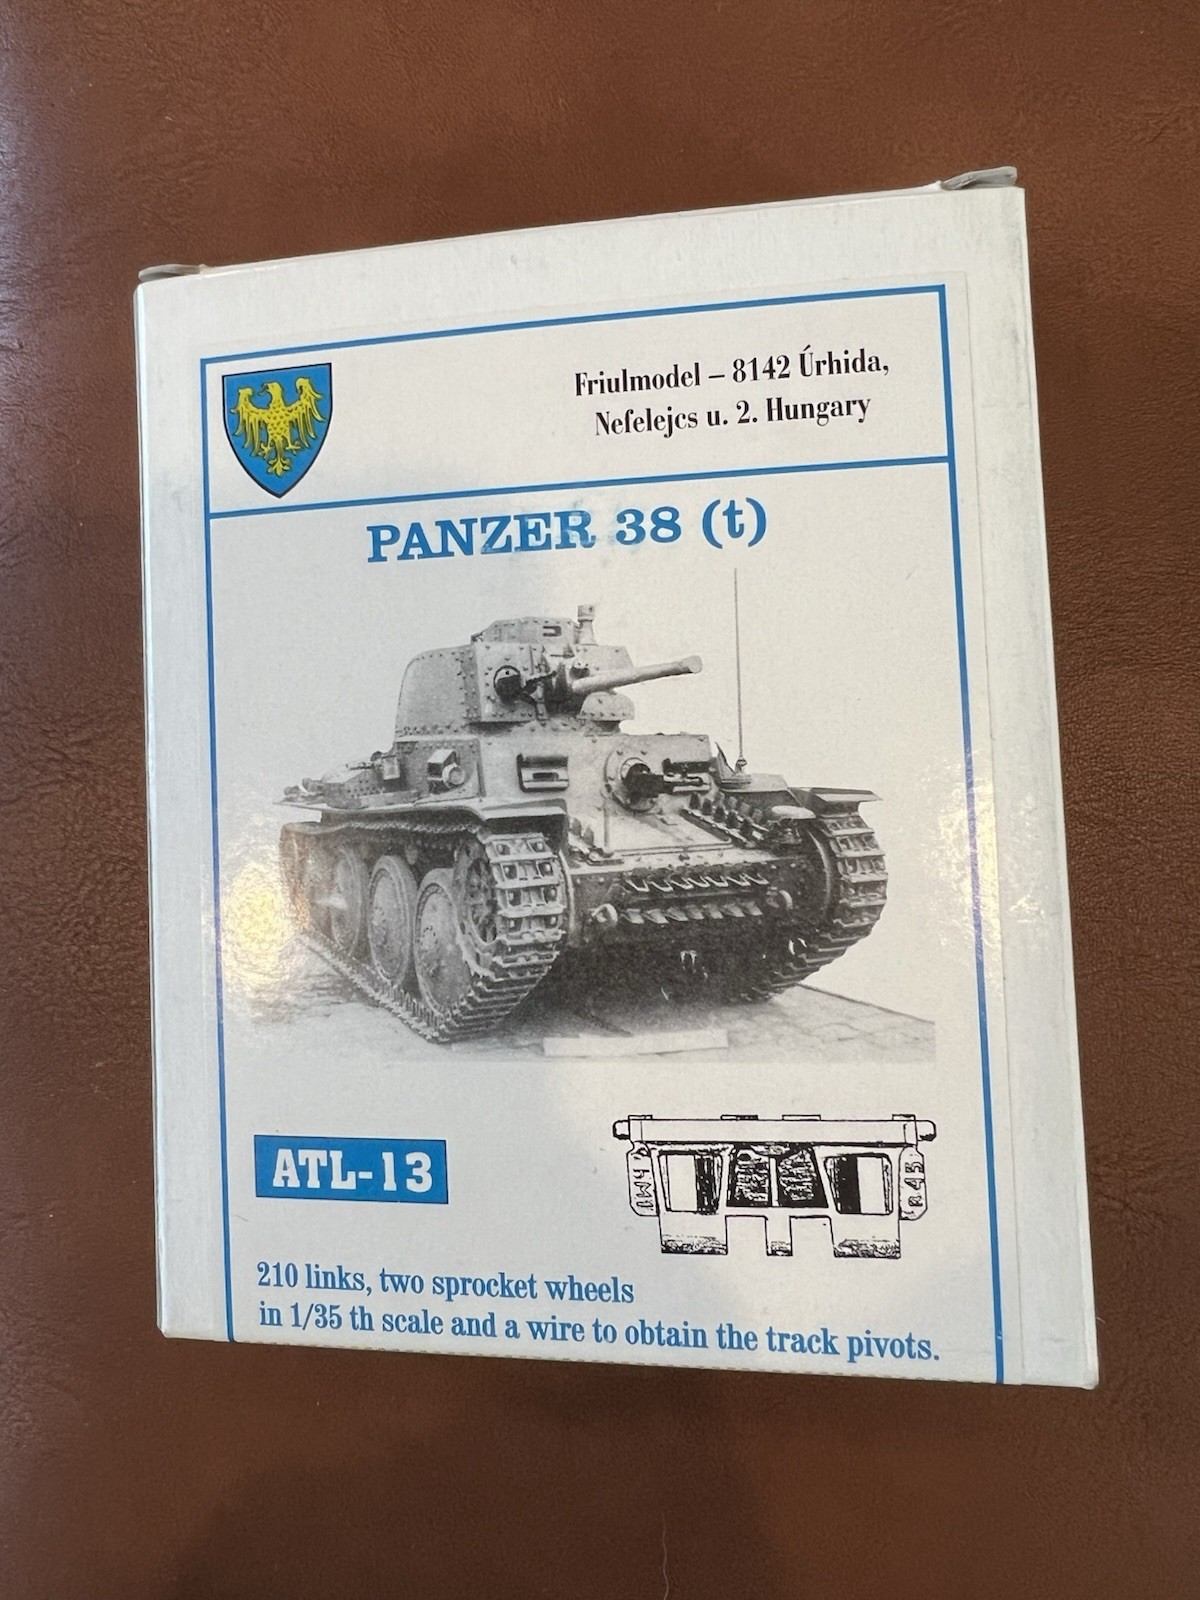 Friulmodel – 8142 Úrhida,
Nefelejcs u. 2. Hungary
PANZER 38 (t)
ATL-13
210 links, two sprocket wheels
in 1/35 th scale and a wire to obtain the track pivots.